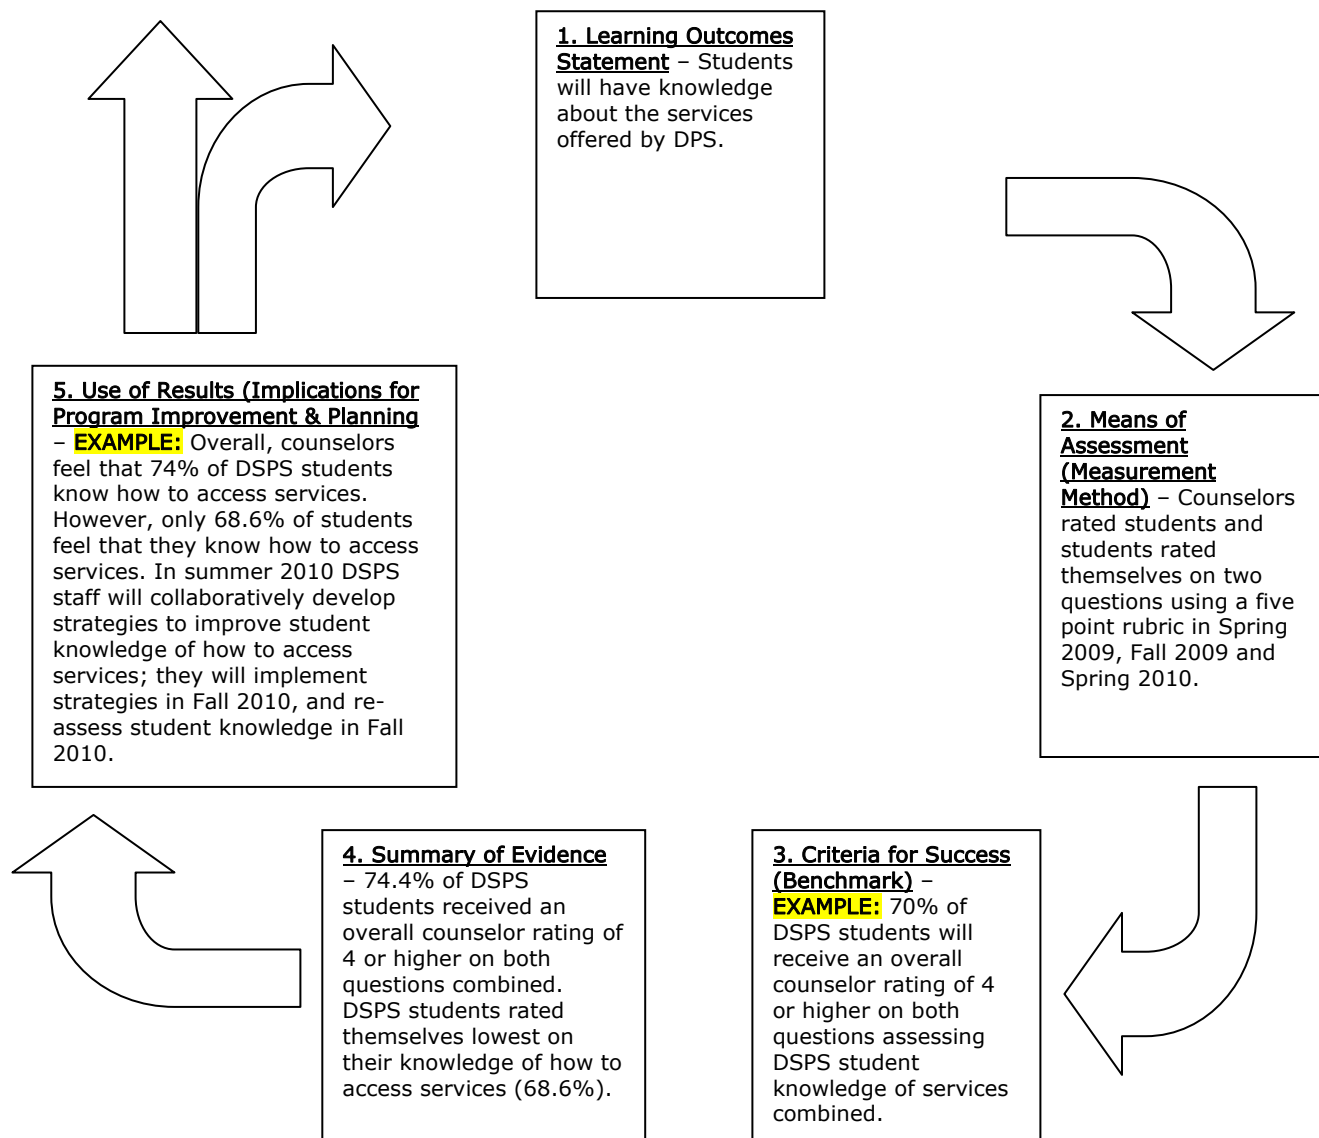 1. Learning Outcomes
Statement – Students
will have knowledge
about the services
offered by DPS.
2. Means of
Assessment
(Measurement
Method) – Counselors
rated students and
students rated
themselves on two
questions using a five
point rubric in Spring
2009, Fall 2009 and
Spring 2010.
3. Criteria for Success
(Benchmark) –
EXAMPLE: 70% of
DSPS students will
receive an overall
counselor rating of 4
or higher on both
questions assessing
DSPS student
knowledge of services
combined.
4. Summary of Evidence
– 74.4% of DSPS
students received an
overall counselor rating of
4 or higher on both
questions combined.
DSPS students rated
themselves lowest on
their knowledge of how to
access services (68.6%).
5. Use of Results (Implications for
Program Improvement & Planning
– EXAMPLE: Overall, counselors
feel that 74% of DSPS students
know how to access services.
However, only 68.6% of students
feel that they know how to access
services. In summer 2010 DSPS
staff will collaboratively develop
strategies to improve student
knowledge of how to access
services; they will implement
strategies in Fall 2010, and re-
assess student knowledge in Fall
2010.